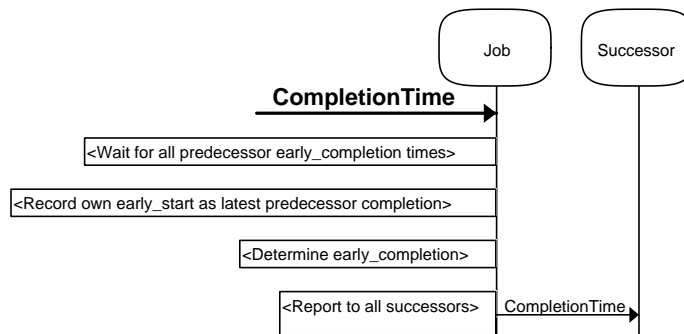 Job
Successor
CompletionTime
<Wait for all predecessor early_completion times>
<Record own early_start as latest predecessor completion>
<Determine early_completion>
<Report to all successors>
CompletionTime